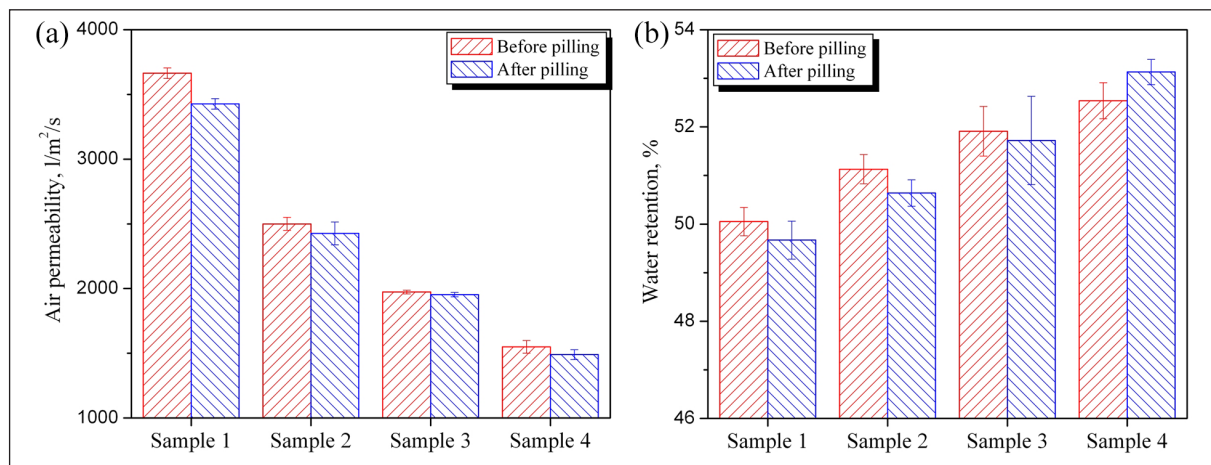 (a)
Before pilling
After pilling
Air permeability, l/m²/s
4000
3000
2000
1000
Sample 1 Sample 2 Sample 3 Sample 4
(b)
Before pilling
After pilling
Water retention, %
54
52
50
48
46
Sample 1 Sample 2 Sample 3 Sample 4